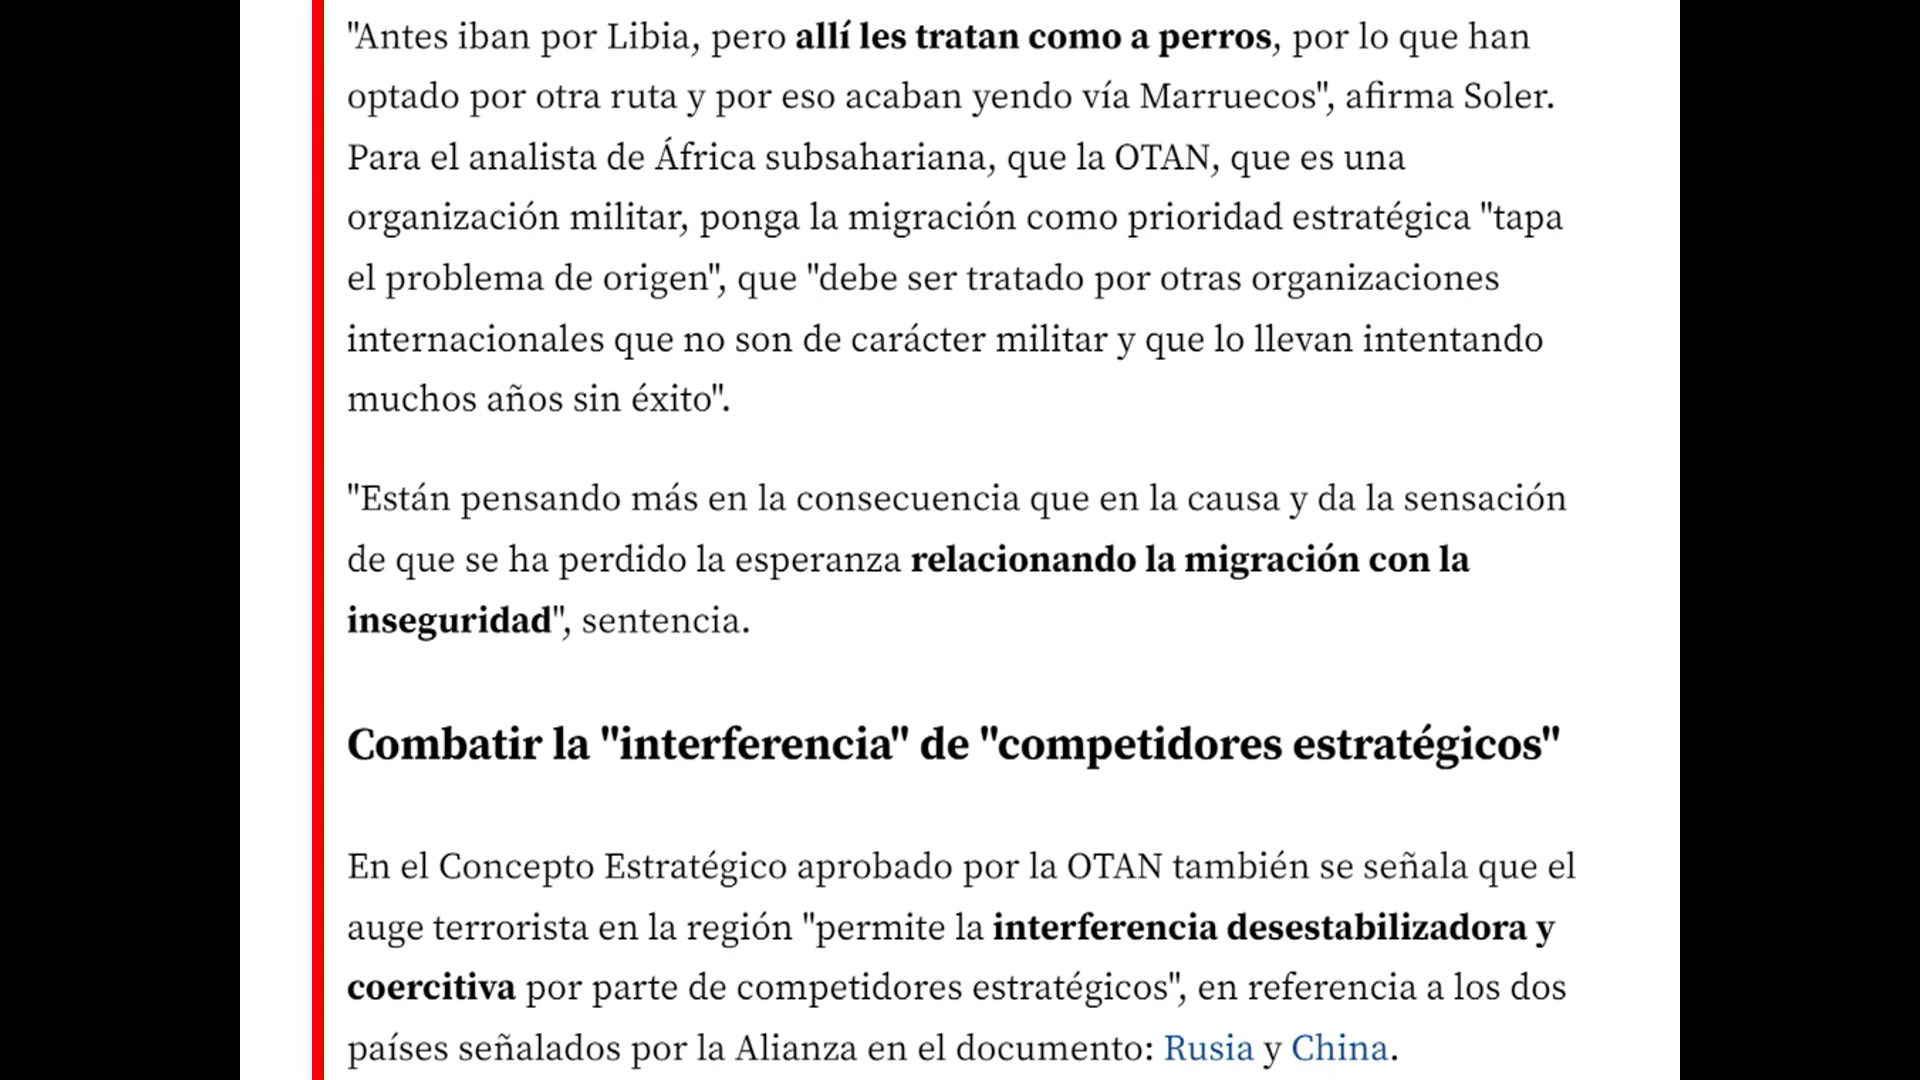 "Antes iban por Libia, pero allí les tratan como a perros, por lo que han
optado por otra ruta y por eso acaban yendo vía Marruecos", afirma Soler.
Para el analista de África subsahariana, que la OTAN, que es una
organización militar, ponga la migración como prioridad estratégica "tapa
el problema de origen", que "debe ser tratado por otras organizaciones
internacionales que no son de carácter militar y que lo llevan intentando
muchos años sin éxito".
"Están pensando más en la consecuencia que en la causa y da la sensación
de que se ha perdido la esperanza relacionando la migración con la
inseguridad", sentencia.
Combatir la "interferencia" de "competidores estratégicos"
En el Concepto Estratégico aprobado por la OTAN también se señala que el
auge terrorista en la región "permite la interferencia desestabilizadora y
coercitiva por parte de competidores estratégicos", en referencia a los dos
países señalados por la Alianza en el documento: Rusia y China.